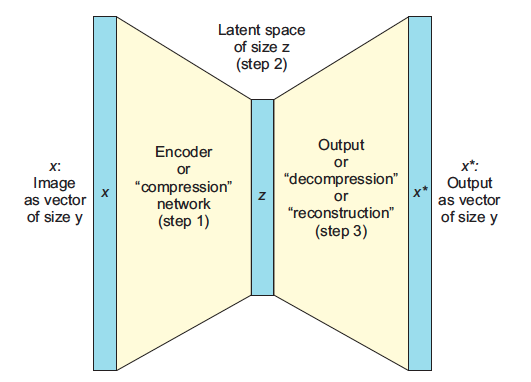 Latent space
of size z
(step 2)
x:
Image
as vector
of size y
x
Encoder
or
“compression”
network
(step 1)
z
Output
or
“decompression”
or
“reconstruction”
(step 3)
x*
x*:
Output
as vector
of size y